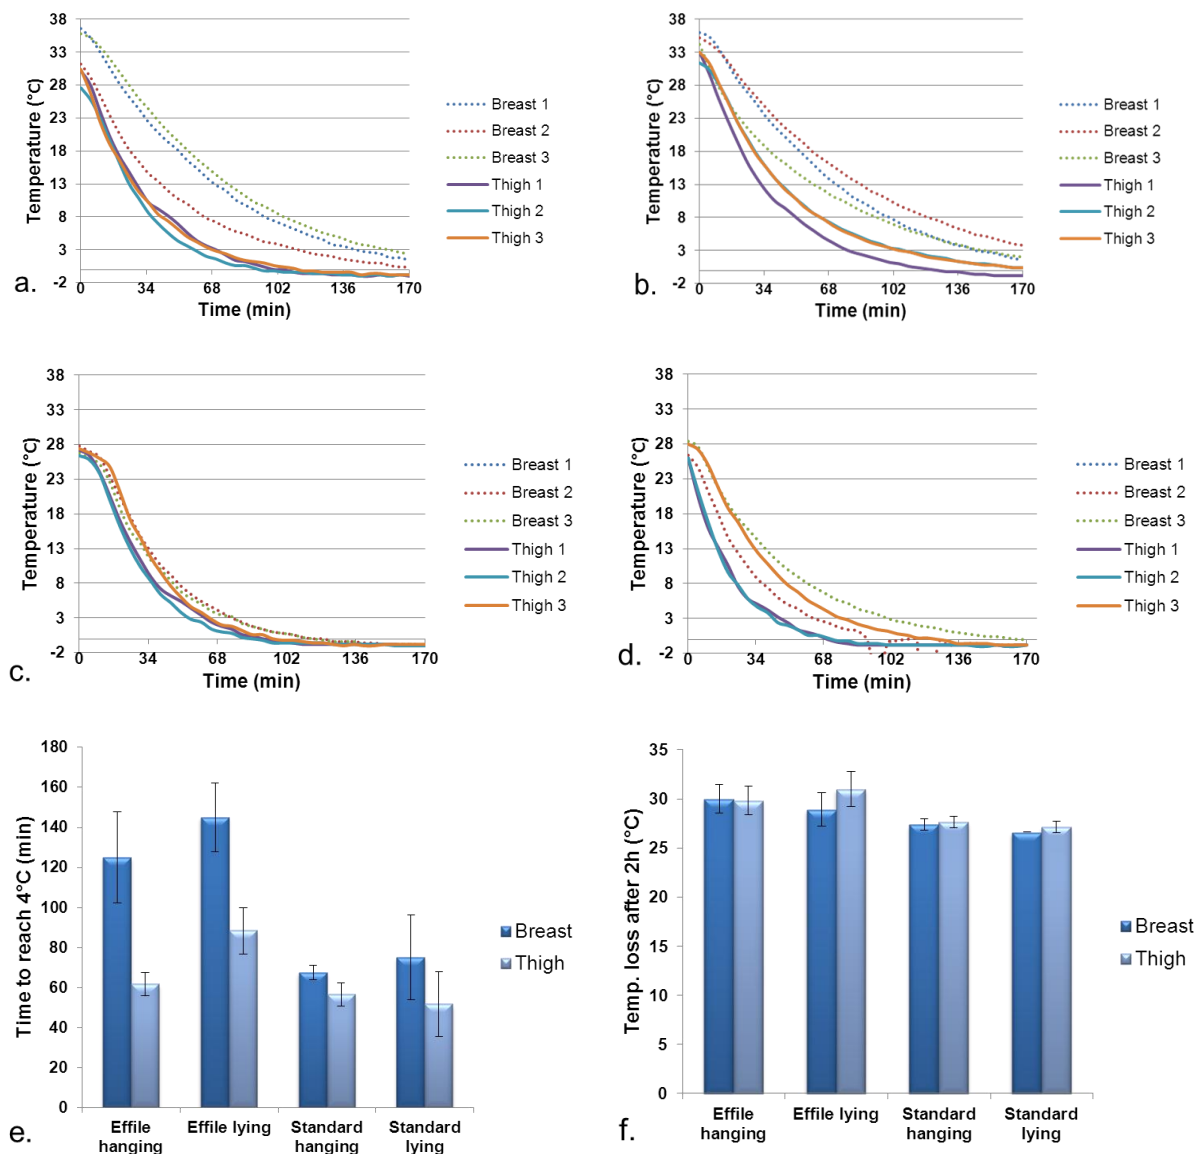 38
33
28
23
18
13
8
3
-2
Temperature (°C)
0 34 68 102 136 170
Time (min)
Breast 1
Breast 2
Breast 3
Thigh 1
Thigh 2
Thigh 3
a.
38
33
28
23
18
13
8
3
-2
Temperature (°C)
0 34 68 102 136 170
Time (min)
Breast 1
Breast 2
Breast 3
Thigh 1
Thigh 2
Thigh 3
b.
38
33
28
23
18
13
8
3
-2
Temperature (°C)
0 34 68 102 136 170
Time (min)
Breast 1
Breast 2
Breast 3
Thigh 1
Thigh 2
Thigh 3
c.
38
33
28
23
18
13
8
3
-2
Temperature (°C)
0 34 68 102 136 170
Time (min)
Breast 1
Breast 2
Breast 3
Thigh 1
Thigh 2
Thigh 3
d.
180
160
140
120
100
80
60
40
20
0
Time to reach 4°C (min)
Effile Effile lying Standard Standard
hanging hanging lying
Breast
Thigh
e.
35
30
25
20
15
10
5
0
Temp. loss after 2h (°C)
Effile Effile lying Standard Standard
hanging hanging lying
Breast
Thigh
f.